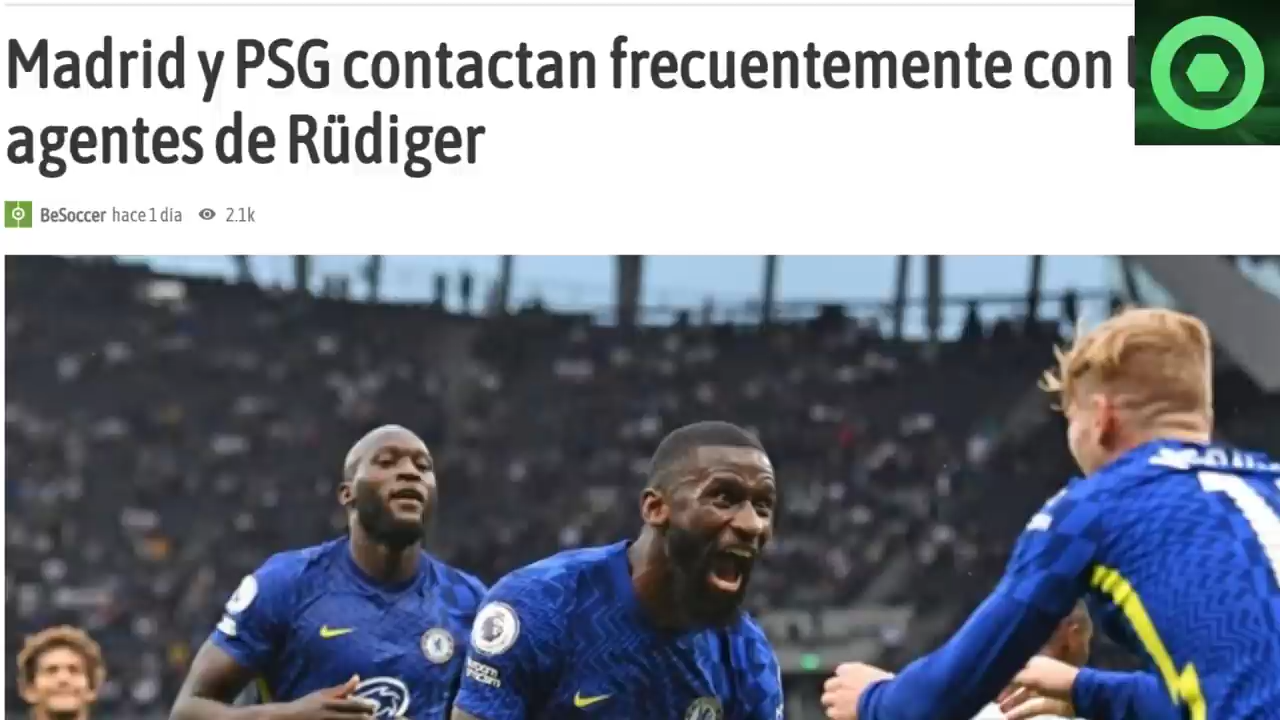 Madrid y PSG contactan frecuentemente con
agentes de Rüdiger
BeSoccer hace 1 día 2.1k